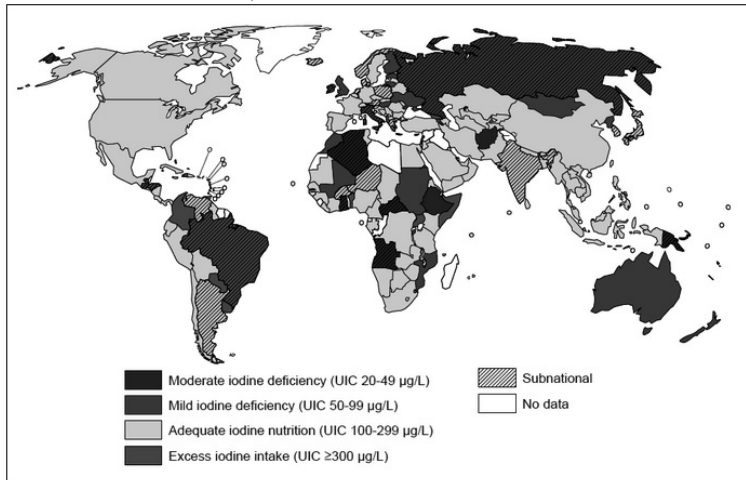 Moderate iodine deficiency (UIC 20-49 µg/L)
Mild iodine deficiency (UIC 50-99 µg/L)
Adequate iodine nutrition (UIC 100-299 µg/L)
Excess iodine intake (UIC ≥300 µg/L)
Subnational
No data